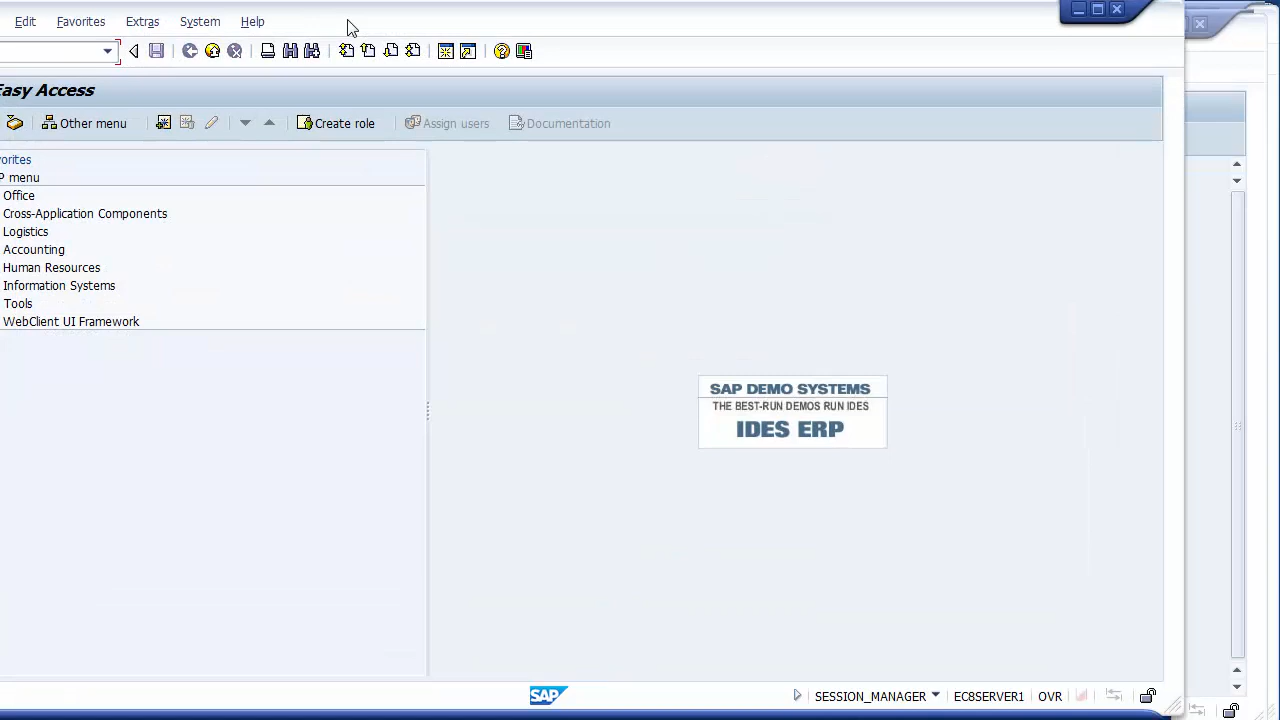 Edit Favorites Extras System Help
Easy Access
Other menu Create role Assign users Documentation
orites
P menu
Office
Cross-Application Components
Logistics
Accounting
Human Resources
Information Systems
Tools
WebClient UI Framework
SAP DEMO SYSTEMS
THE BEST-RUN DEMOS RUN IDES
IDES ERP
SAP SESSION_MANAGER ECGSERVER1 OVR